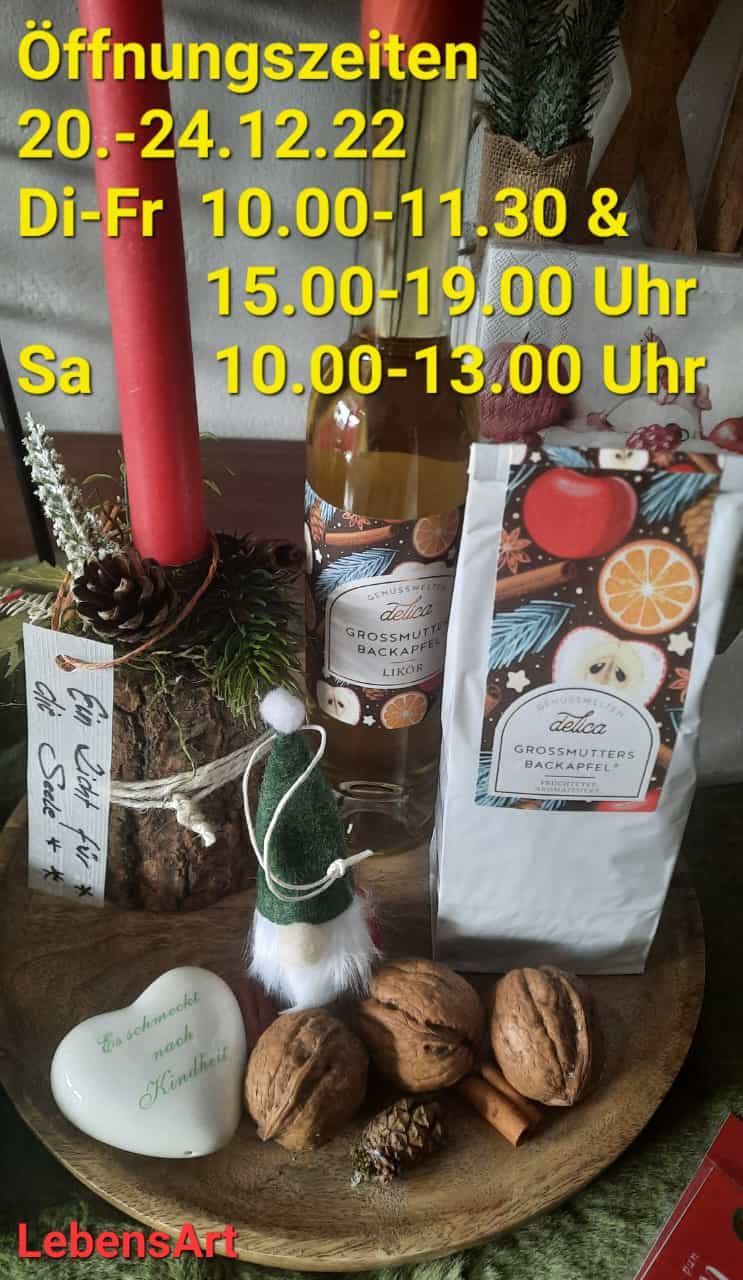 Öffnungszeiten
20.-24.12.22
Di-Fr 10.00-11.30 &
15.00-19.00 Uhr
Sa 10.00-13.00 Uhr
GENUSSWELTEN
delica
GROSSMUTTERS
BACKAPFEL
LIKÖR
GENUSSWELTEN
delica
GROSSMUTTERS
BACKAPFEL®
FRÜCHTETEE,
AROMATISIERT
Ein Licht für *
die Seele + *
Es schmeckt
nach
Kindheit
LebensArt